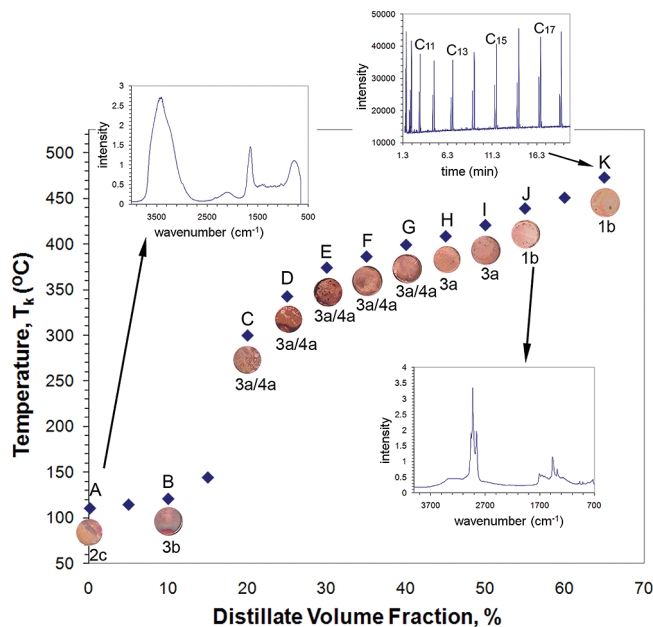 50000
40000
30000
20000
10000
intensity
C11 C13 C15 C17
1.3 6.3 11.3 16.3
time (min)
3
2.5
2
1.5
1
0.5
0
intensity
3500 2500 1500 500
wavenumber (cm-1)
500
450
400
350
300
250
200
150
100
50
Temperature, Tk (OC)
A
2c
B
3b
C
3a/4a
D
3a/4a
E
3a/4a
F
3a/4a
G
3a/4a
H
3a
I
3a
J
1b
K
1b
4
3.5
3
2.5
2
1.5
1
0.5
0
intensity
3700 2700 1700 700
wavenumber (cm-1)
0 10 20 30 40 50 60 70
Distillate Volume Fraction, %